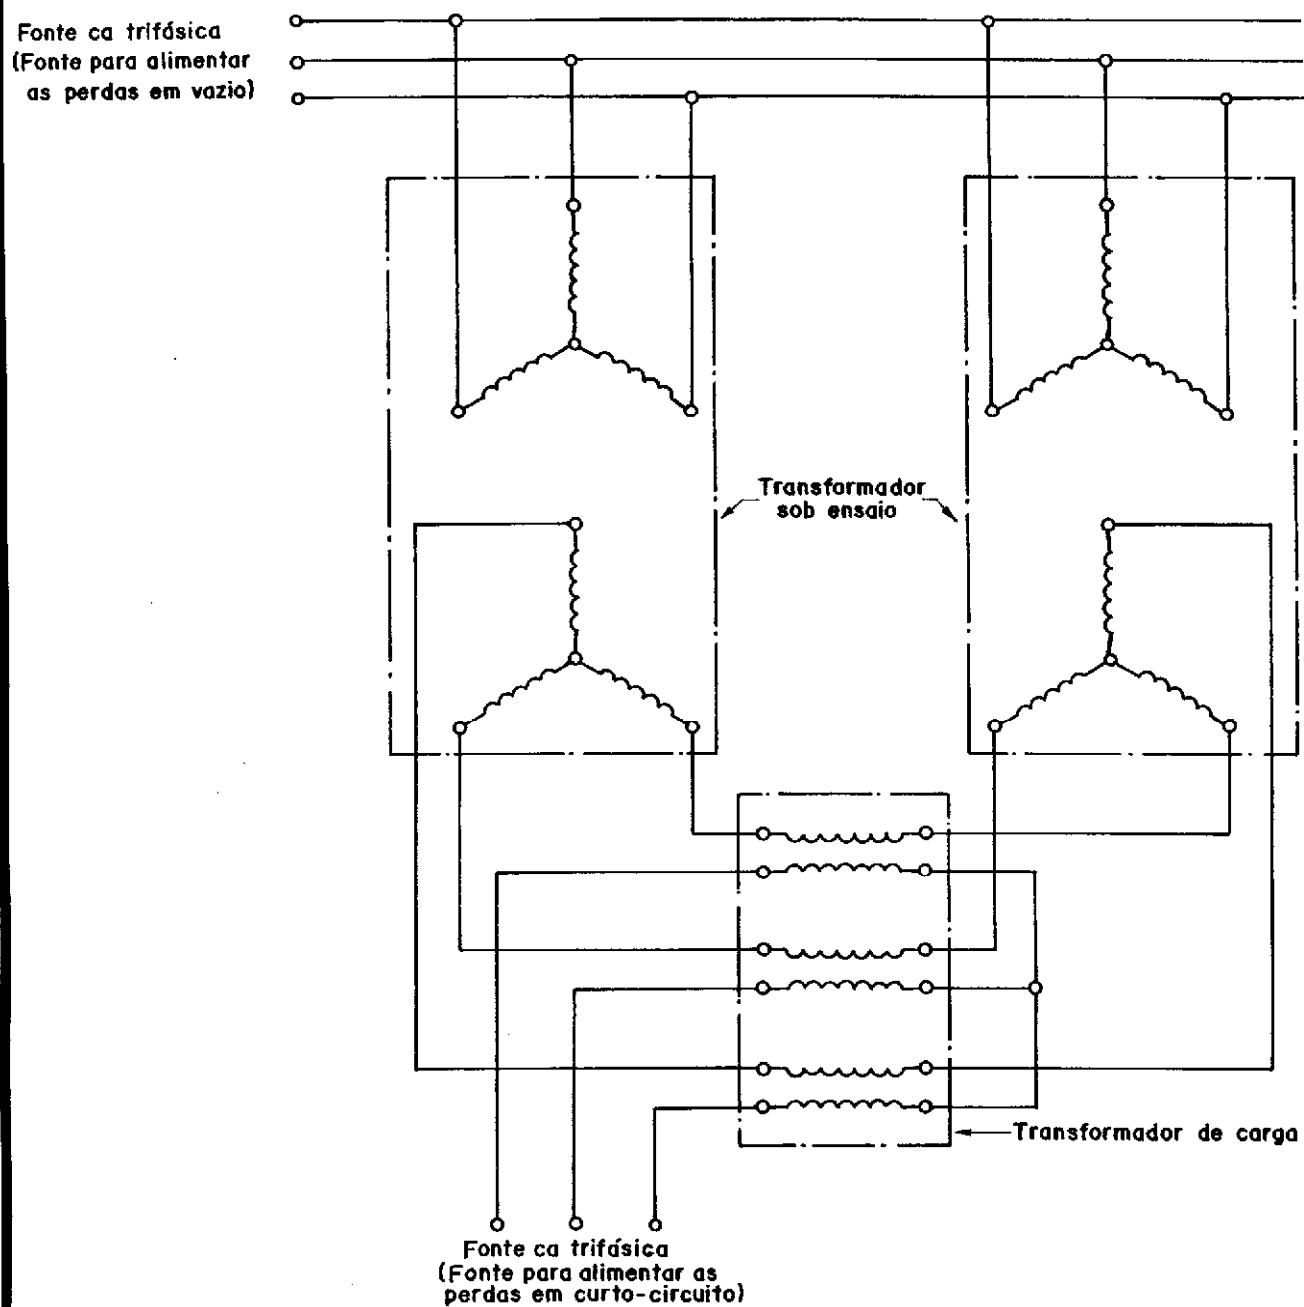 Fonte ca trifásica
(Fonte para alimentar
as perdas em vazio)
Transformador
sob ensaio
Transformador de carga
Fonte ca trifásica
(Fonte para alimentar as
perdas em curto-circuito)